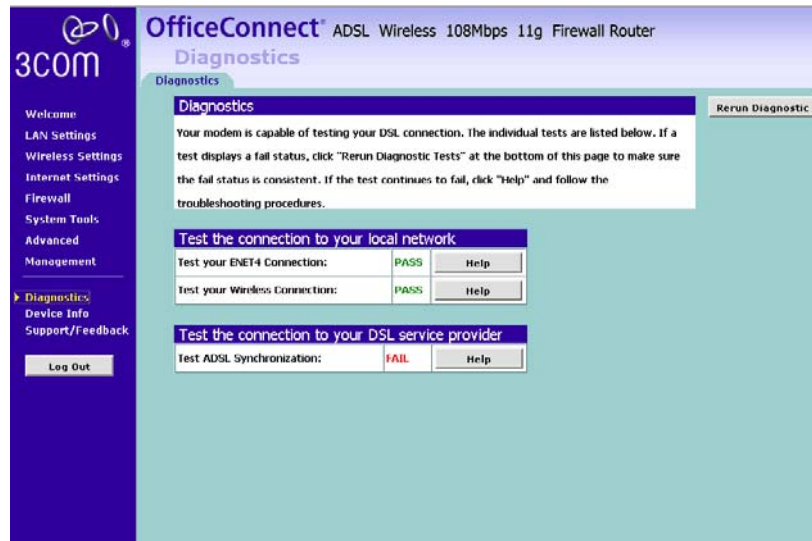 3COM®
OfficeConnect® ADSL Wireless 108Mbps 11g Firewall Router
Diagnostics
Diagnostics
Welcome
LAN Settings
Wireless Settings
Internet Settings
Firewall
System Tools
Advanced
Management
Diagnostics
Device Info
Support/Feedback
Log Out
Diagnostics
Your modem is capable of testing your DSL connection. The individual tests are listed below. If a
test displays a fail status, click "Rerun Diagnostic Tests" at the bottom of this page to make sure
the fail status is consistent. If the test continues to fail, click "Help" and follow the
troubleshooting procedures.
Rerun Diagnostic
Test the connection to your local network
Test your ENET4 Connection: PASS Help
Test your Wireless Connection: PASS Help
Test the connection to your DSL service provider
Test ADSL Synchronization: FAIL Help